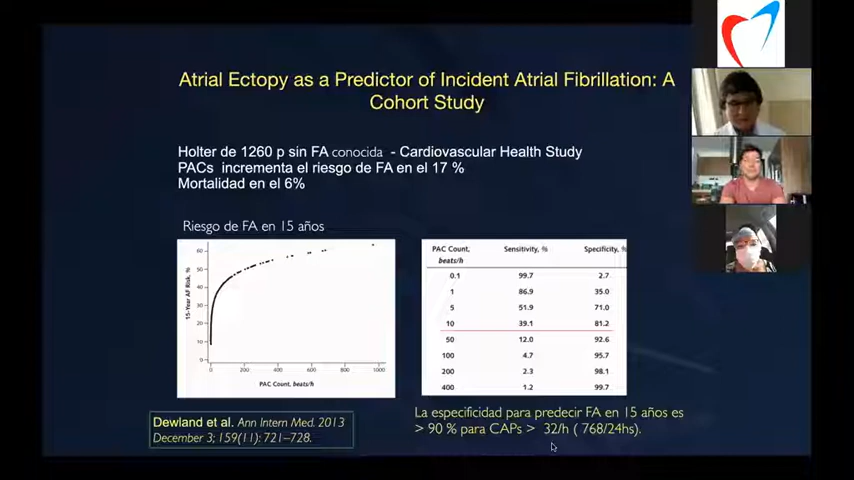 Atrial Ectopy as a Predictor of Incident Atrial Fibrillation: A
Cohort Study
Holter de 1260 p sin FA conocida - Cardiovascular Health Study
PACs incrementa el riesgo de FA en el 17 %
Mortalidad en el 6%
Riesgo de FA en 15 años
15-Year AF Risk, %
60
50
40
30
20
10
0
0 200 400 600 800 1000
PAC Count, beats/h
PAC Count, Sensitivity, % Specificity, %
beats/h
0.1 99.7 2.7
1 86.9 35.0
5 51.9 71.0
10 39.1 81.2
50 12.0 92.6
100 4.7 95.7
200 2.3 98.1
400 1.2 99.7
Dewland et al. Ann Intern Med. 2013
December 3; 159(11): 721–728.
La especificidad para predecir FA en 15 años es
> 90 % para CAPs > 32/h ( 768/24hs).